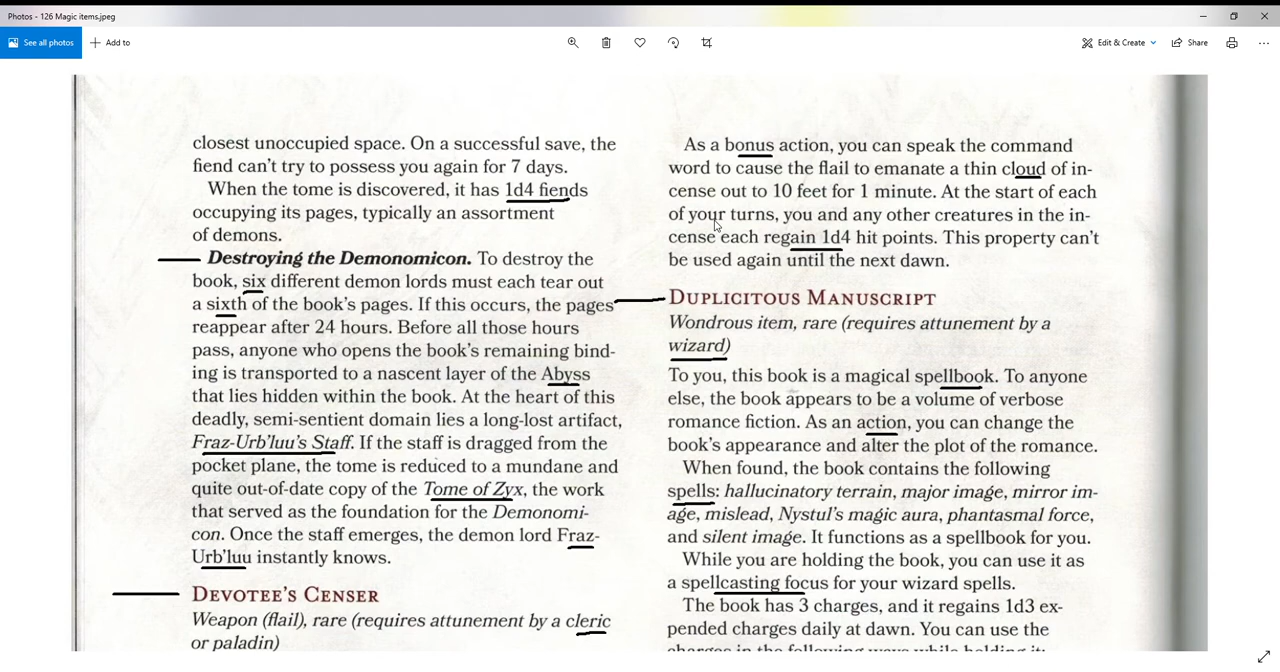 Photos - 126 Magic items.jpeg
See all photos
Add to
Edit & Create
Share
closest unoccupied space. On a successful save, the
fiend can't try to possess you again for 7 days.
When the tome is discovered, it has 1d4 fiends
occupying its pages, typically an assortment
of demons.
Destroying the Demonomicon. To destroy the
book, six different demon lords must each tear out
a sixth of the book's pages. If this occurs, the pages
reappear after 24 hours. Before all those hours
pass, anyone who opens the book's remaining bind-
ing is transported to a nascent layer of the Abyss
that lies hidden within the book. At the heart of this
deadly, semi-sentient domain lies a long-lost artifact,
Fraz-Urb'luu's Staff. If the staff is dragged from the
pocket plane, the tome is reduced to a mundane and
quite out-of-date copy of the Tome of Zyx, the work
that served as the foundation for the Demonomi-
con. Once the staff emerges, the demon lord Fraz-
Urb'luu instantly knows.
DEVOTEE'S CENSER
Weapon (flail), rare (requires attunement by a cleric
or paladin)
As a bonus action, you can speak the command
word to cause the flail to emanate a thin cloud of in-
cense out to 10 feet for 1 minute. At the start of each
of your turns, you and any other creatures in the in-
cense each regain 1d4 hit points. This property can't
be used again until the next dawn.
DUPLICITOUS MANUSCRIPT
Wondrous item, rare (requires attunement by a
wizard)
To you, this book is a magical spellbook. To anyone
else, the book appears to be a volume of verbose
romance fiction. As an action, you can change the
book's appearance and alter the plot of the romance.
When found, the book contains the following
spells: hallucinatory terrain, major image, mirror im-
age, mislead, Nystul's magic aura, phantasmal force,
and silent image. It functions as a spellbook for you.
While you are holding the book, you can use it as
a spellcasting focus for your wizard spells.
The book has 3 charges, and it regains 1d3 ex-
pended charges daily at dawn. You can use the
charges in the following ways while holding it: